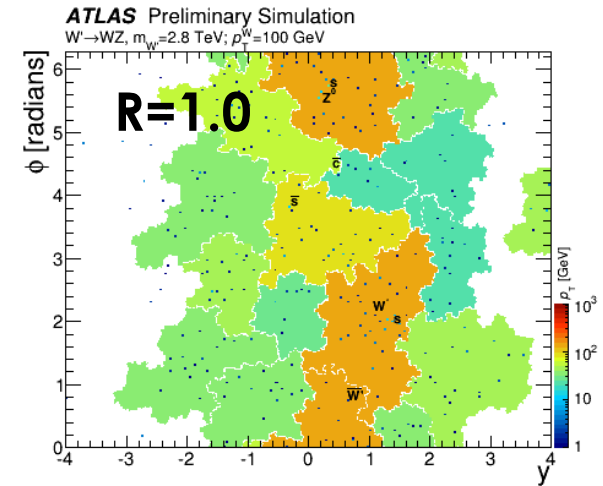 ATLAS Preliminary Simulation
W'→WZ, m_W'=2.8 TeV; p_T^W=100 GeV
R=1.0
φ [radians]
6
5
4
3
2
1
0
-4 -3 -2 -1 0 1 2 3 4
y
s
Z
c̅
s̅
W
s
W̅'
p_T [GeV]
10³
10²
10
1